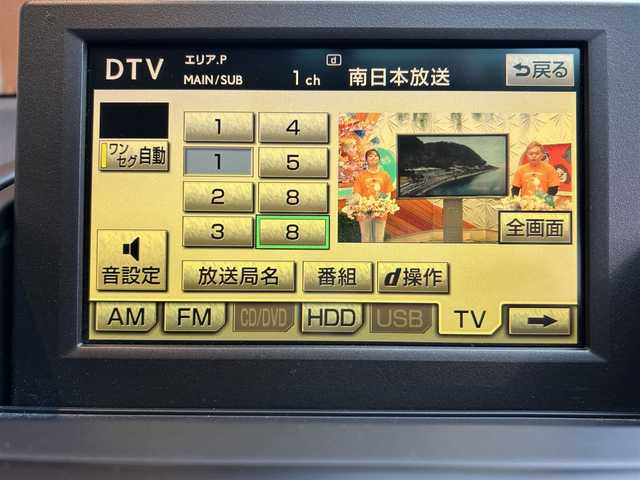 DTV エリア.P MAIN/SUB 1ch d 南日本放送 戻る
ワンセグ自動
1 4
1 5
2 8
3 8
全画面
音設定
放送局名 番組 d操作
AM FM CD/DVD HDD USB TV